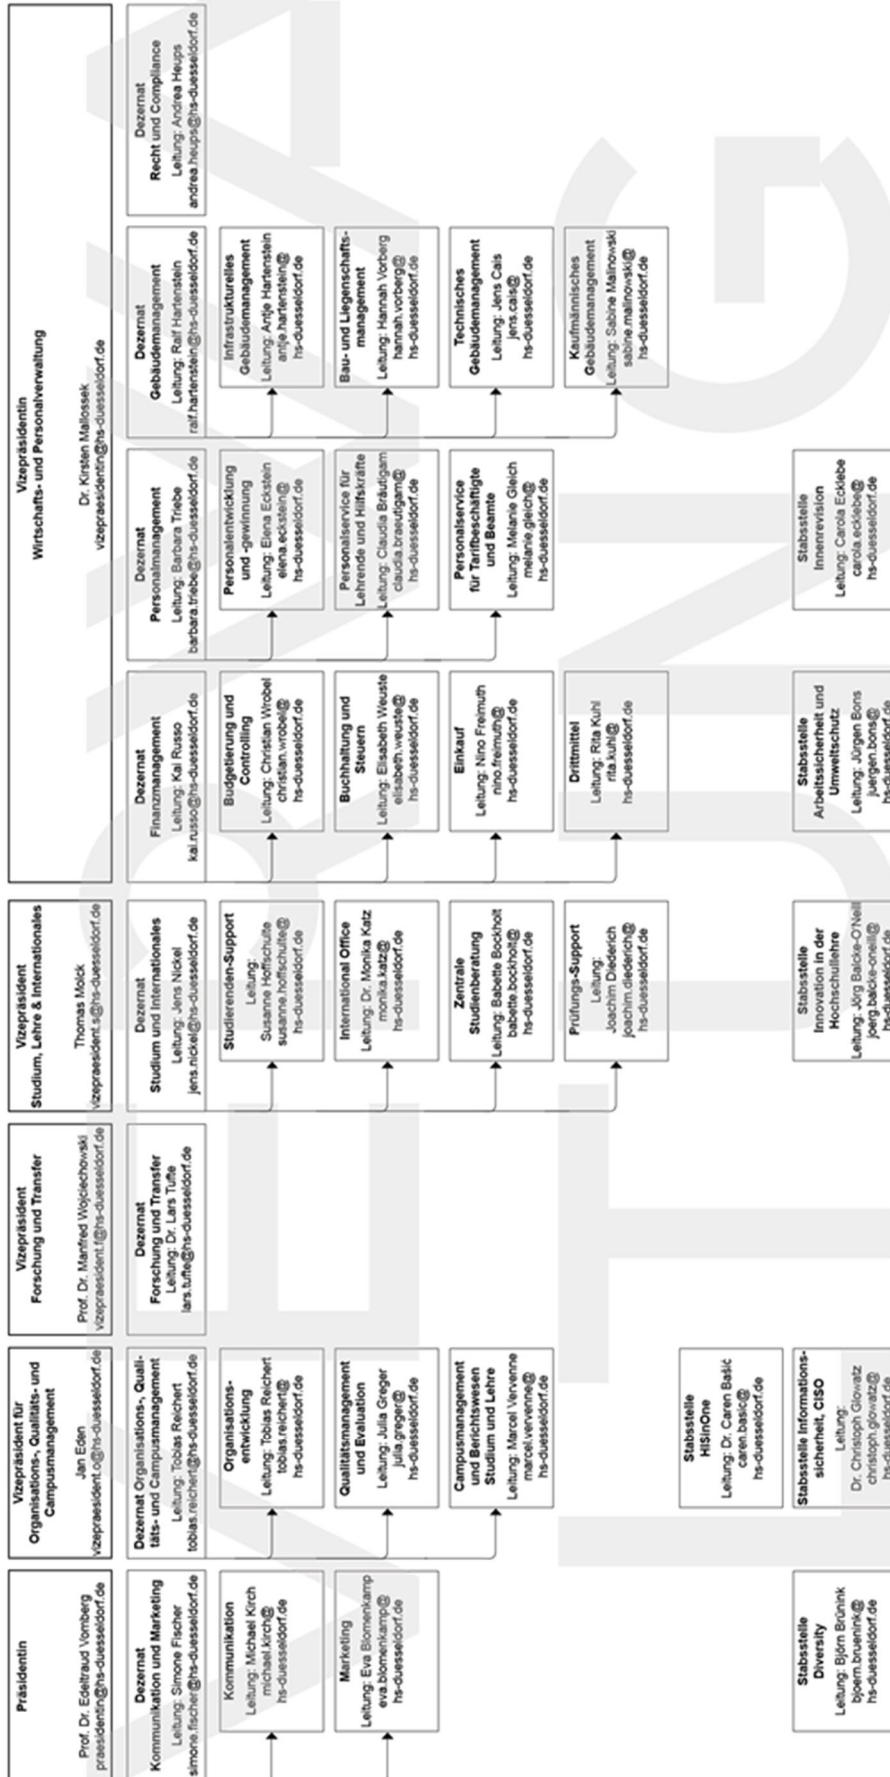 Präsidentin
Prof. Dr. Edeltraud Vomberg
praesidentin@hs-duesseldorf.de
Vizepräsident für
Organisations-, Qualitäts- und
Campusmanagement
Jan Eden
vizepraesident.o@hs-duesseldorf.de
Vizepräsident
Forschung und Transfer
Prof. Dr. Manfred Wojciechowski
vizepraesident.f@hs-duesseldorf.de
Vizepräsident
Studium, Lehre & Internationales
Thomas Molck
vizepraesident.s@hs-duesseldorf.de
Vizepräsidentin
Wirtschafts- und Personalverwaltung
Dr. Kirsten Mallossek
vizepraesidentin@hs-duesseldorf.de
Dezernat
Kommunikation und Marketing
Leitung: Simone Fischer
simone.fischer@hs-duesseldorf.de
Dezernat Organisations-, Quali-
täts- und Campusmanagement
Leitung: Tobias Reichert
tobias.reichert@hs-duesseldorf.de
Dezernat
Forschung und Transfer
Leitung: Dr. Lars Tufte
lars.tufte@hs-duesseldorf.de
Dezernat
Studium und Internationales
Leitung: Jens Nickel
jens.nickel@hs-duesseldorf.de
Dezernat
Finanzmanagement
Leitung: Kai Russo
kai.russo@hs-duesseldorf.de
Dezernat
Personalmanagement
Leitung: Barbara Triebe
barbara.triebe@hs-duesseldorf.de
Dezernat
Gebäudemanagement
Leitung: Ralf Hartenstein
ralf.hartenstein@hs-duesseldorf.de
Dezernat
Recht und Compliance
Leitung: Andrea Heups
andrea.heups@hs-duesseldorf.de
Kommunikation
Leitung: Michael Kirch
michael.kirch@
hs-duesseldorf.de
Organisations-
entwicklung
Leitung: Tobias Reichert
tobias.reichert@
hs-duesseldorf.de
Studierenden-Support
Leitung:
Susanne Hoffschulte
susanne.hoffschulte@
hs-duesseldorf.de
Budgetierung und
Controlling
Leitung: Christian Wrobel
christian.wrobel@
hs-duesseldorf.de
Personalentwicklung
und -gewinnung
Leitung: Elena Eckstein
elena.eckstein@
hs-duesseldorf.de
Infrastrukturelles
Gebäudemanagement
Leitung: Antje Hartenstein
antje.hartenstein@
hs-duesseldorf.de
Marketing
Leitung: Eva Blomenkamp
eva.blomenkamp@
hs-duesseldorf.de
Qualitätsmanagement
und Evaluation
Leitung: Julia Greger
julia.greger@
hs-duesseldorf.de
International Office
Leitung: Dr. Monika Katz
monika.katz@
hs-duesseldorf.de
Buchhaltung und
Steuern
Leitung: Elisabeth Weuste
elisabeth.weuste@
hs-duesseldorf.de
Personalservice für
Lehrende und Hilfskräfte
Leitung: Claudia Bräutigam
claudia.braeutigam@
hs-duesseldorf.de
Bau- und Liegenschafts-
management
Leitung: Hannah Vorberg
hannah.vorberg@
hs-duesseldorf.de
Campusmanagement
und Berichtswesen
Studium und Lehre
Leitung: Marcel Vervenne
marcel.vervenne@
hs-duesseldorf.de
Zentrale
Studienberatung
Leitung: Babette Bockholt
babette.bockholt@
hs-duesseldorf.de
Einkauf
Leitung: Nino Freimuth
nino.freimuth@
hs-duesseldorf.de
Personalservice
für Tarifbeschäftigte
und Beamte
Leitung: Melanie Gleich
melanie.gleich@
hs-duesseldorf.de
Technisches
Gebäudemanagement
Leitung: Jens Cais
jens.cais@
hs-duesseldorf.de
Prüfungs-Support
Leitung:
Joachim Diederich
joachim.diederich@
hs-duesseldorf.de
Drittmittel
Leitung: Rita Kuhl
rita.kuhl@
hs-duesseldorf.de
Kaufmännisches
Gebäudemanagement
Leitung: Sabine Malinowski
sabine.malinowski@
hs-duesseldorf.de
Stabsstelle
HISinOne
Leitung: Dr. Caren Bašić
caren.basic@
hs-duesseldorf.de
Stabsstelle
Diversity
Leitung: Björn Brünink
bjoern.bruenink@
hs-duesseldorf.de
Stabsstelle Informations-
sicherheit, CISO
Leitung:
Dr. Christoph Glowatz
christoph.glowatz@
hs-duesseldorf.de
Stabsstelle
Innovation in der
Hochschullehre
Leitung: Jörg Balcke-O'Neill
joerg.balcke-oneill@
hs-duesseldorf.de
Stabsstelle
Arbeitssicherheit und
Umweltschutz
Leitung: Jürgen Bons
juergen.bons@
hs-duesseldorf.de
Stabsstelle
Innenrevision
Leitung: Carola Ecklebe
carola.ecklebe@
hs-duesseldorf.de
VERWA
LTUNG